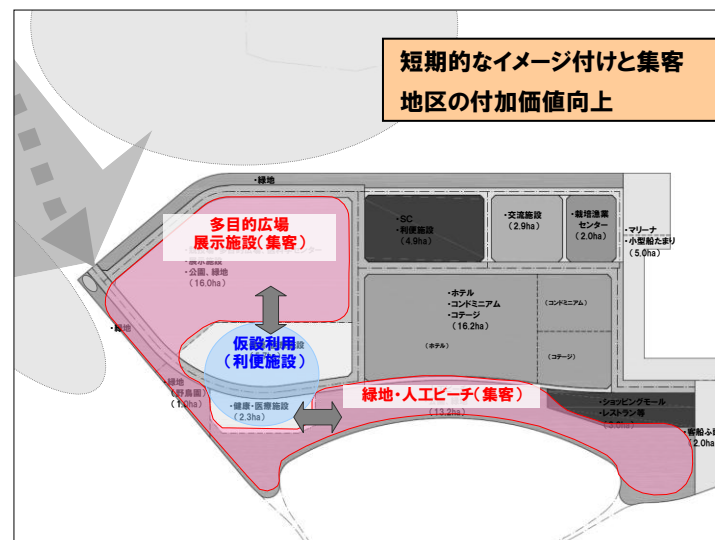 短期的なイメージ付けと集客
地区の付加価値向上
・緑地
多目的広場
展示施設(集客)
・展示施設
・公園、緑地
(16.0ha)
・SC
・利便施設
(4.9ha)
・交流施設
(2.9ha)
・栽培漁業
センター
(2.0ha)
・マリーナ
・小型船たまり
(5.0ha)
・ホテル
・コンドミニアム
・コテージ
(16.2ha)
(コンドミニアム)
(ホテル)
(コテージ)
・緑地
仮設利用
(利便施設)
・緑地
(野鳥園)
(1.0ha)
・健康・医療施設
(2.3ha)
緑地・人工ビーチ(集客)
(13.2ha)
・ショッピングモール
・レストラン等
(2.0ha